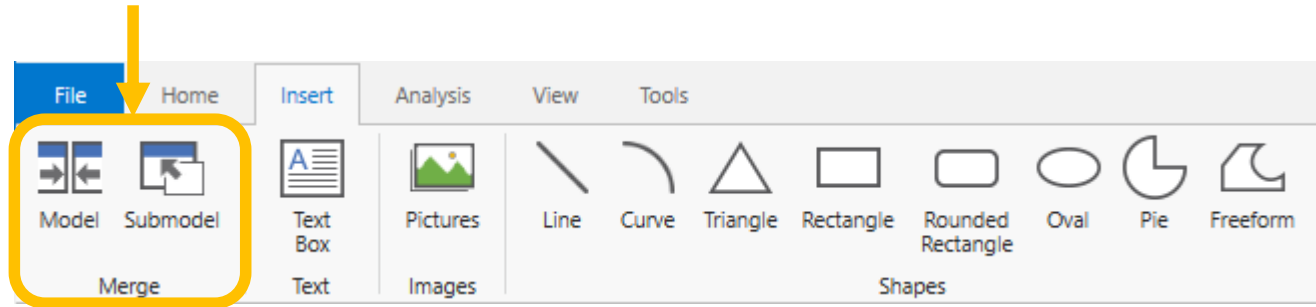 File Home Insert Analysis View Tools
A
Model Submodel Text Box Pictures Line Curve Triangle Rectangle Rounded Rectangle Oval Pie Freeform
Merge Text Images Shapes